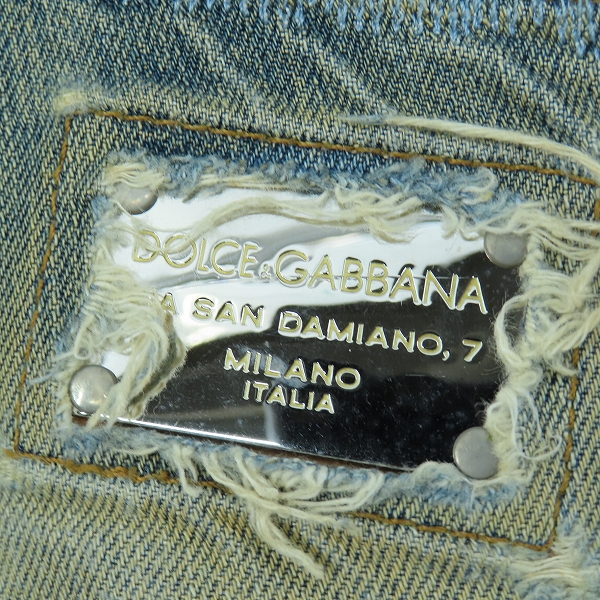 DOLCE&GABBANA
A SAN DAMIANO, 7
MILANO
ITALIA